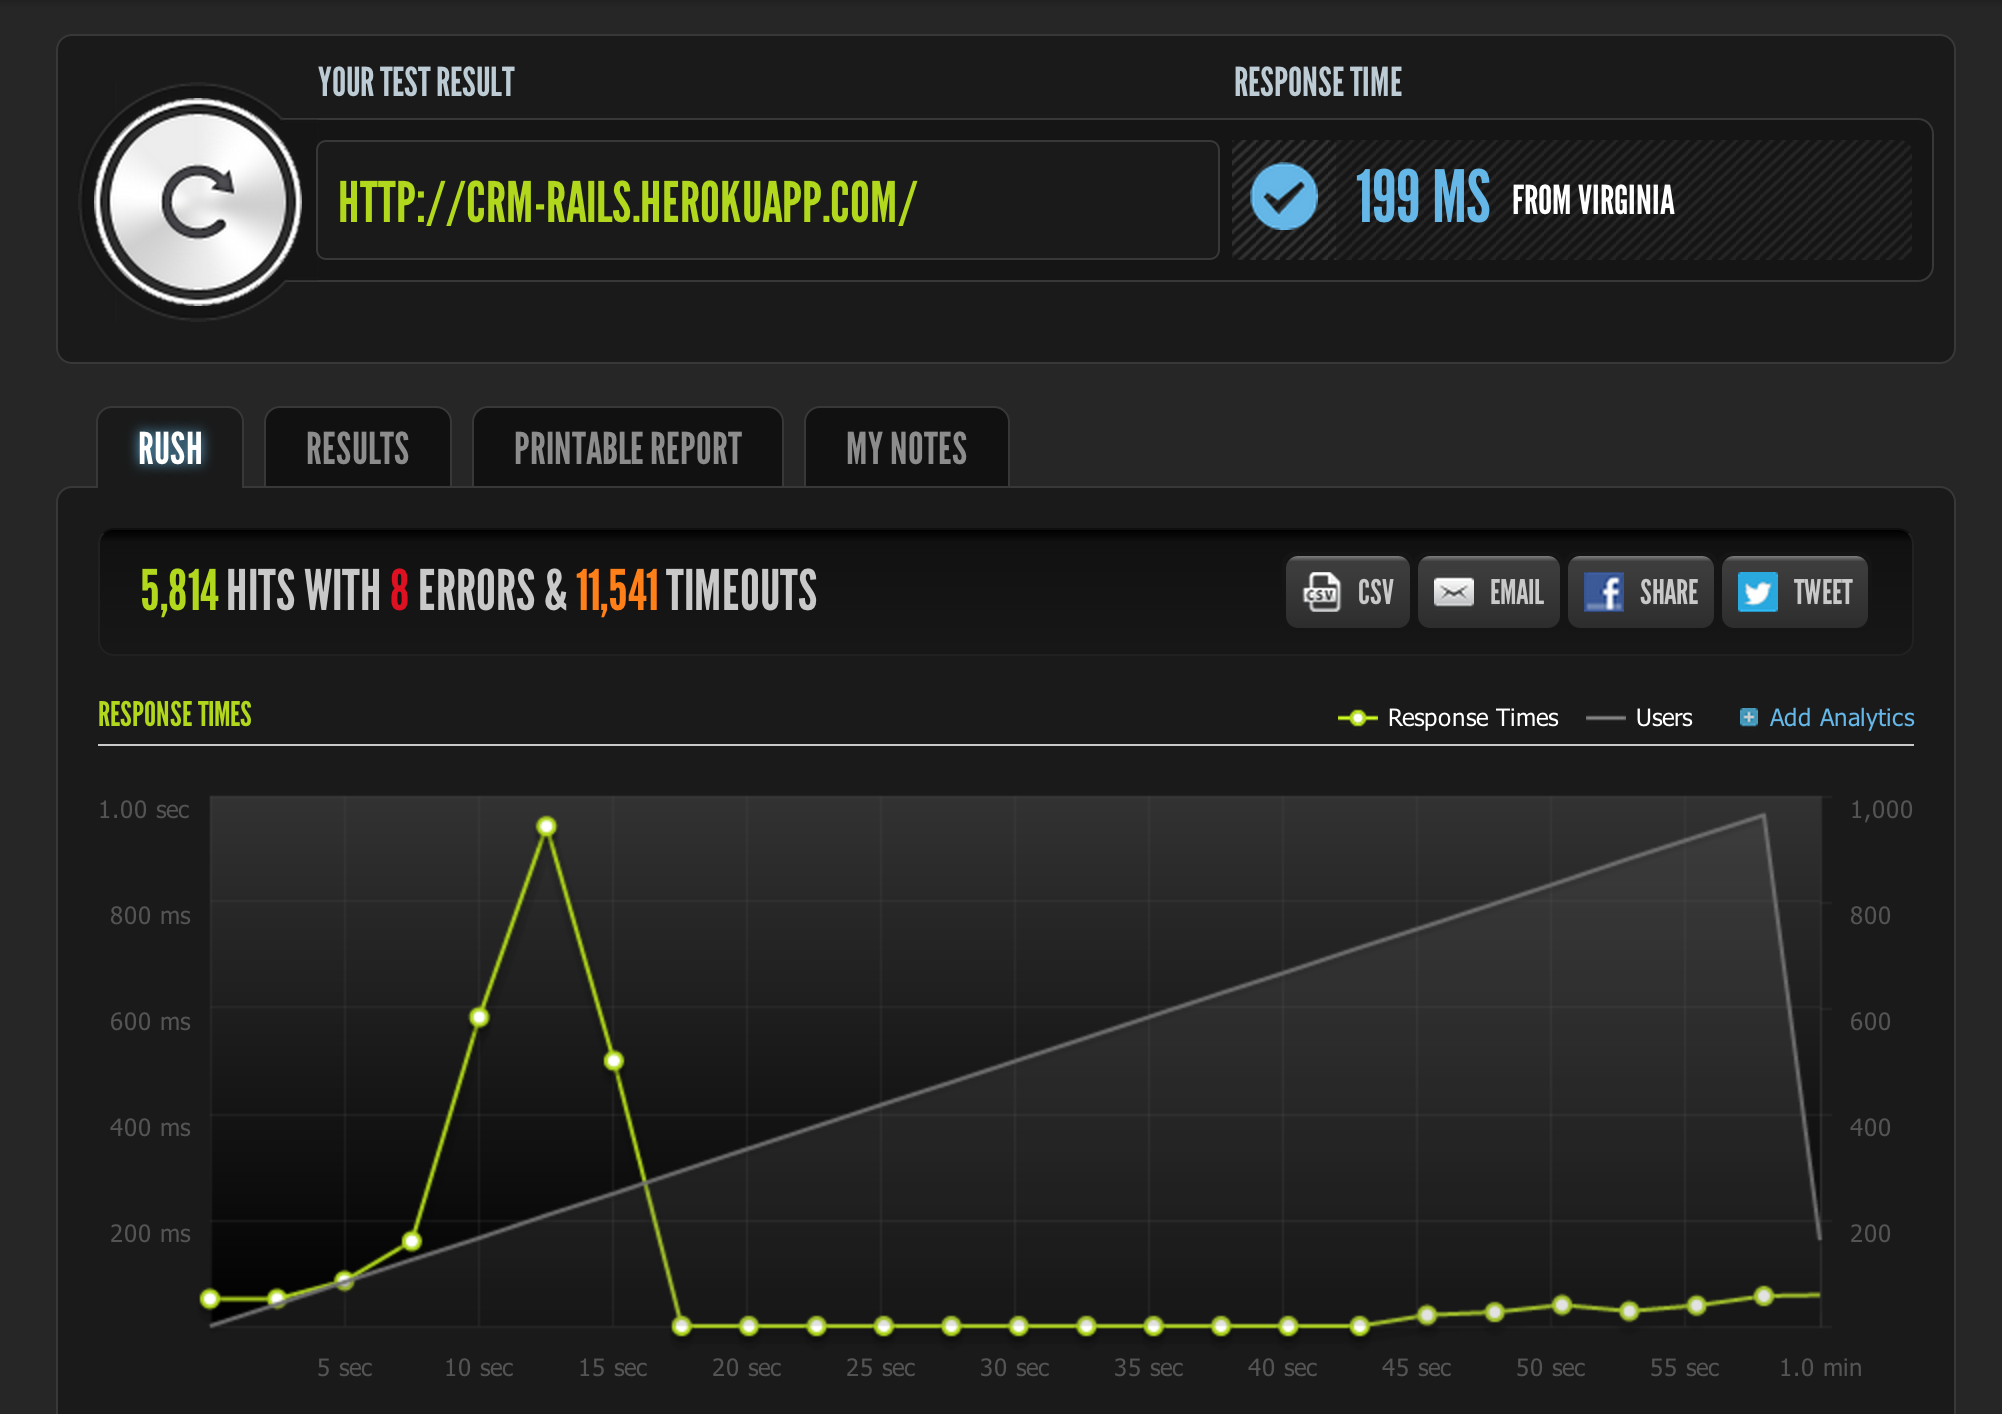 YOUR TEST RESULT
RESPONSE TIME
HTTP://CRM-RAILS.HEROKUAPP.COM/
199 MS FROM VIRGINIA
RUSH
RESULTS
PRINTABLE REPORT
MY NOTES
5,814 HITS WITH 8 ERRORS & 11,541 TIMEOUTS
CSV
EMAIL
SHARE
TWEET
RESPONSE TIMES
Response Times
Users
Add Analytics
1.00 sec
800 ms
600 ms
400 ms
200 ms
1,000
800
600
400
200
5 sec
10 sec
15 sec
20 sec
25 sec
30 sec
35 sec
40 sec
45 sec
50 sec
55 sec
1.0 min